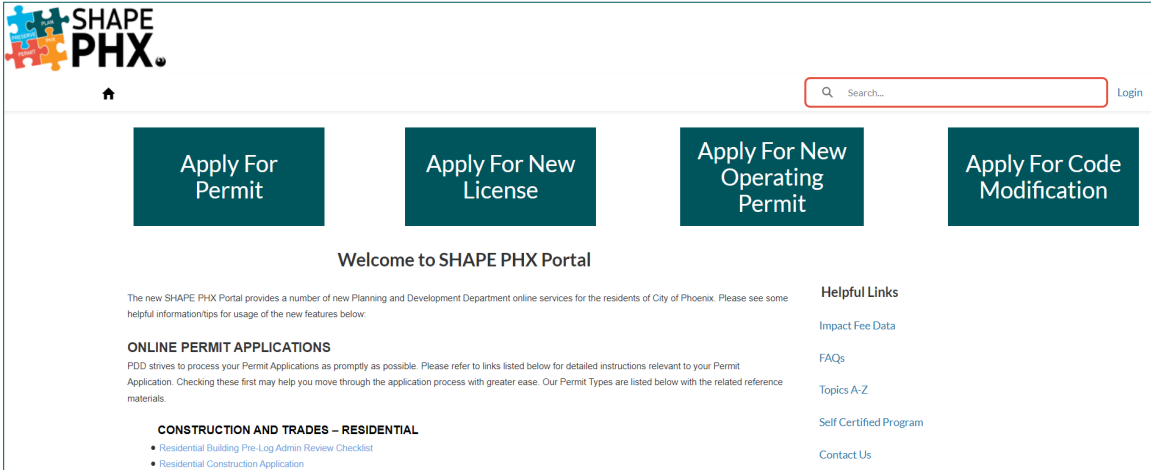 PLAN
PRESERVE
PHX
PERMIT
SHAPE
PHX
Search...
Login
Apply For
Permit
Apply For New
License
Apply For New
Operating
Permit
Apply For Code
Modification
Welcome to SHAPE PHX Portal
The new SHAPE PHX Portal provides a number of new Planning and Development Department online services for the residents of City of Phoenix. Please see some
helpful information/tips for usage of the new features below:
ONLINE PERMIT APPLICATIONS
PDD strives to process your Permit Applications as promptly as possible. Please refer to links listed below for detailed instructions relevant to your Permit
Application. Checking these first may help you move through the application process with greater ease. Our Permit Types are listed below with the related reference
materials.
CONSTRUCTION AND TRADES – RESIDENTIAL
• Residential Building Pre-Log Admin Review Checklist
• Residential Construction Application
Helpful Links
Impact Fee Data
FAQs
Topics A-Z
Self Certified Program
Contact Us